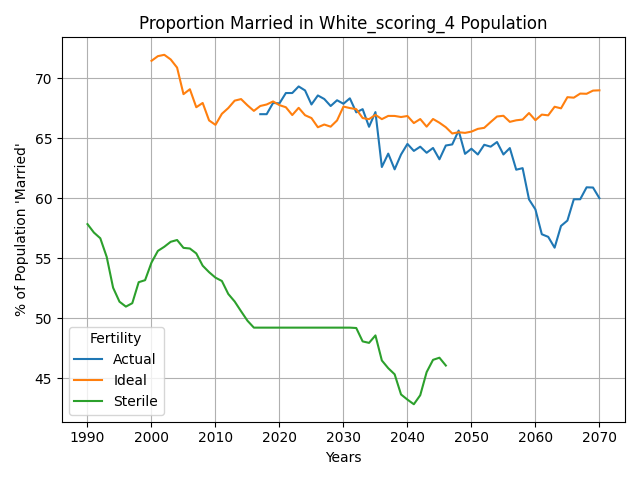 Proportion Married in White_scoring_4 Population
% of Population 'Married'
70
65
60
55
50
45
Fertility
Actual
Ideal
Sterile
1990 2000 2010 2020 2030 2040 2050 2060 2070
Years